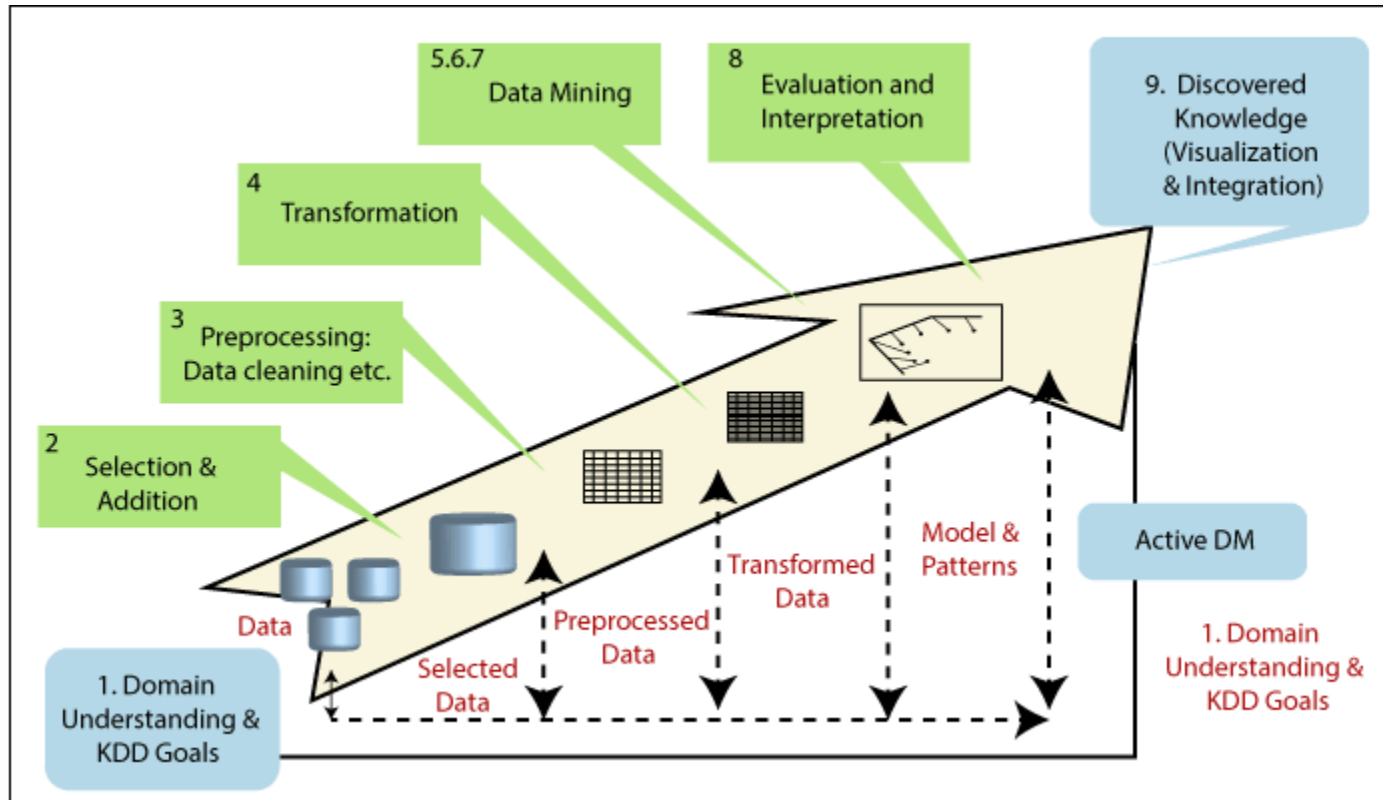 5.6.7
Data Mining
8
Evaluation and
Interpretation
9. Discovered
Knowledge
(Visualization
& Integration)
4
Transformation
3
Preprocessing:
Data cleaning etc.
2
Selection &
Addition
Data
Selected
Data
Preprocessed
Data
Transformed
Data
Model &
Patterns
Active DM
1. Domain
Understanding &
KDD Goals
1. Domain
Understanding &
KDD Goals